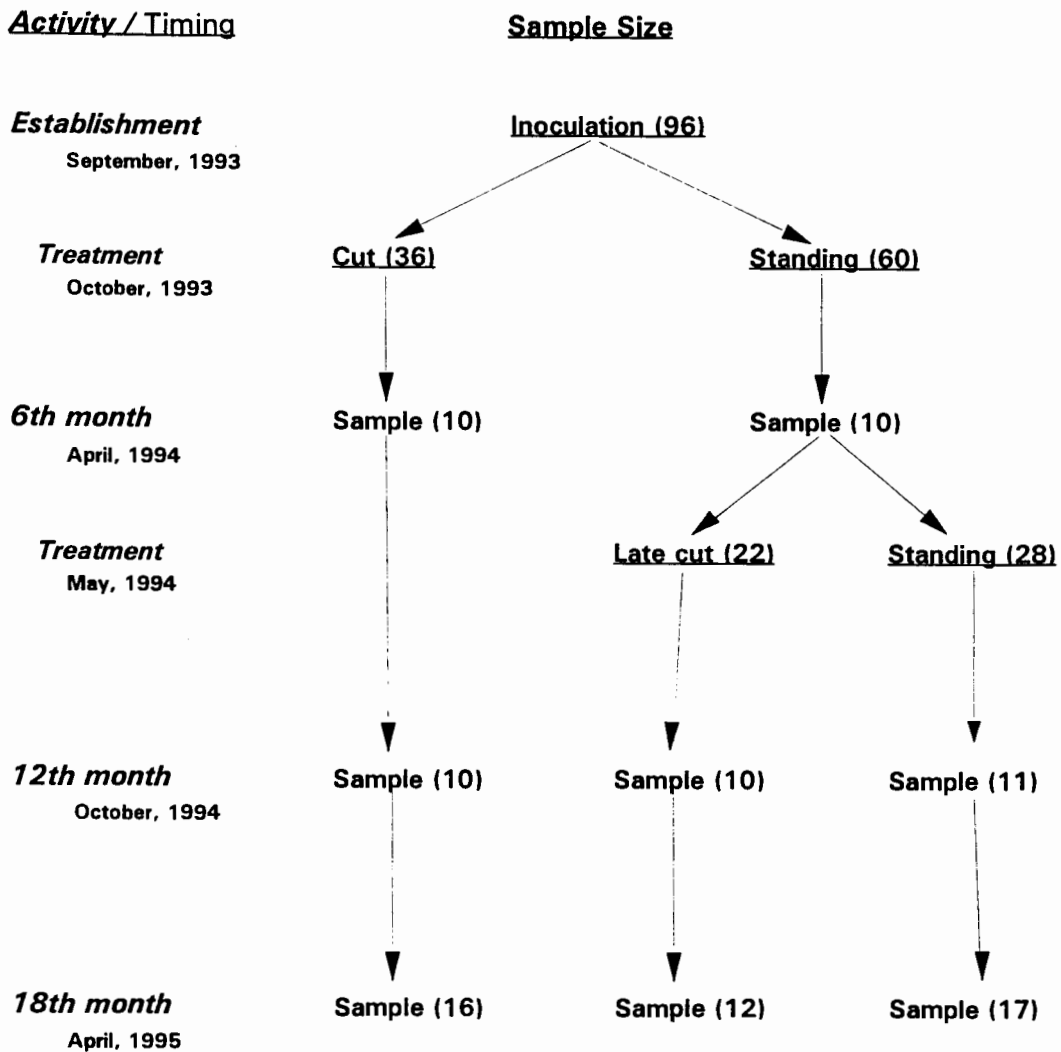 Activity / Timing Sample Size
Establishment Inoculation (96)
September, 1993
Treatment Cut (36) Standing (60)
October, 1993
6th month Sample (10) Sample (10)
April, 1994
Treatment Late cut (22) Standing (28)
May, 1994
12th month Sample (10) Sample (10) Sample (11)
October, 1994
18th month Sample (16) Sample (12) Sample (17)
April, 1995